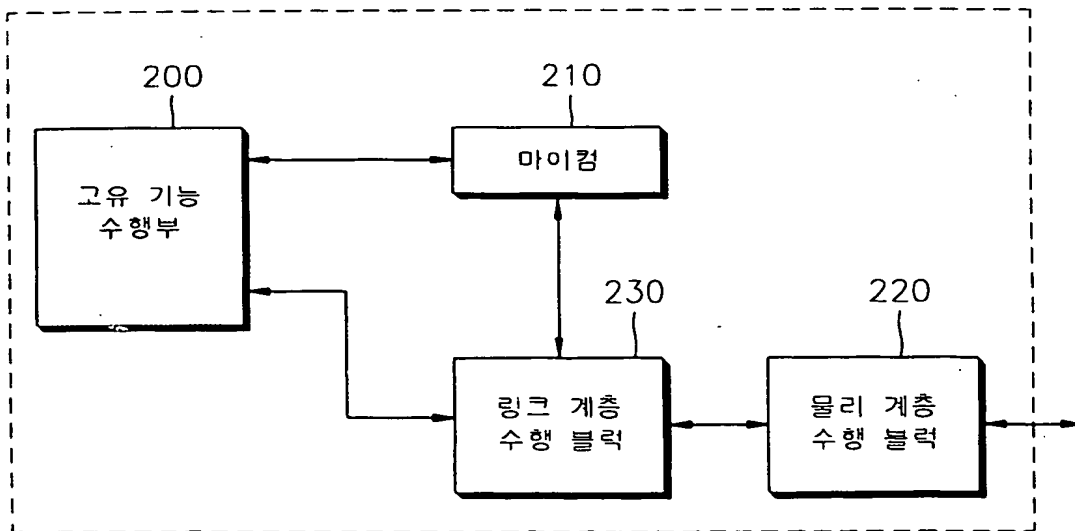 200
210
고유 기능
수행부
마이컴
230
220
링크 계층
수행 블럭
물리 계층
수행 블럭